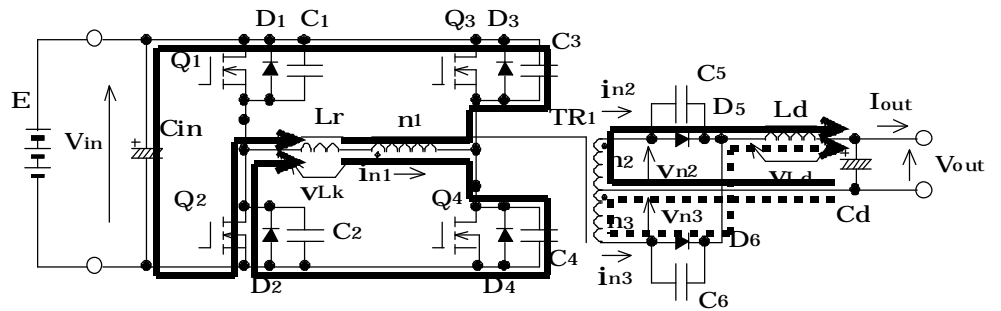 D1 C1 Q3 D3
C3
Q1
C5
E
Lr n1 TR1 in2 D5 Ld Iout
Vin + Cin
+
n2 vn2 vLd Vout
vLk in1
Q2 Q4
vn3 Cd
n3
C2 D6
C4
D2 D4 in3
C6